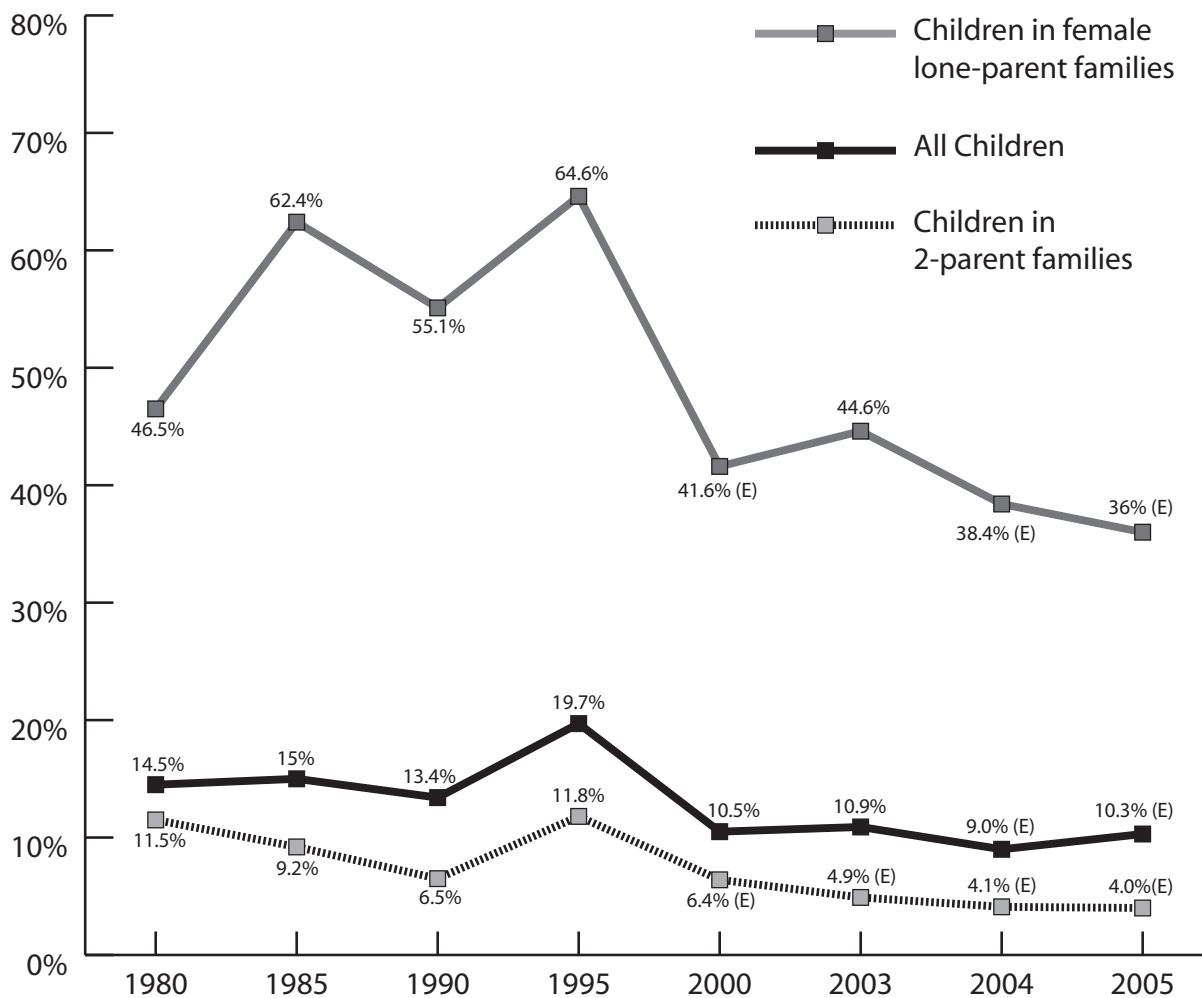 80%
70%
60%
50%
40%
30%
20%
10%
0%
Children in female
lone-parent families
All Children
Children in
2-parent families
46.5%
62.4%
55.1%
64.6%
41.6% (E)
44.6%
38.4% (E)
36% (E)
14.5%
15%
13.4%
19.7%
10.5%
10.9%
9.0% (E)
10.3% (E)
11.5%
9.2%
6.5%
11.8%
6.4% (E)
4.9% (E)
4.1% (E)
4.0%(E)
1980 1985 1990 1995 2000 2003 2004 2005